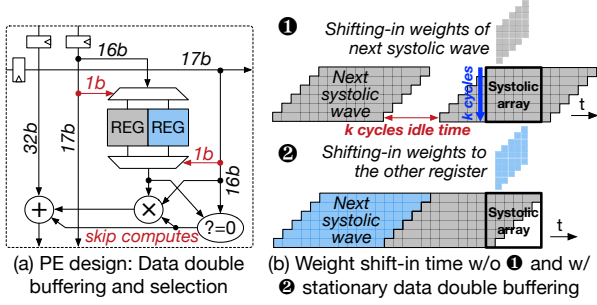 16b
17b
1b
REG
REG
1b
32b
17b
16b
+
×
?=0
skip computes
(a) PE design: Data double
buffering and selection
❶
Shifting-in weights of
next systolic wave
Next
systolic
wave
k cycles
Systolic
array
t
k cycles idle time
❷
Shifting-in weights to
the other register
Next
systolic
wave
Systolic
array
t
(b) Weight shift-in time w/o ❶ and w/
❷ stationary data double buffering